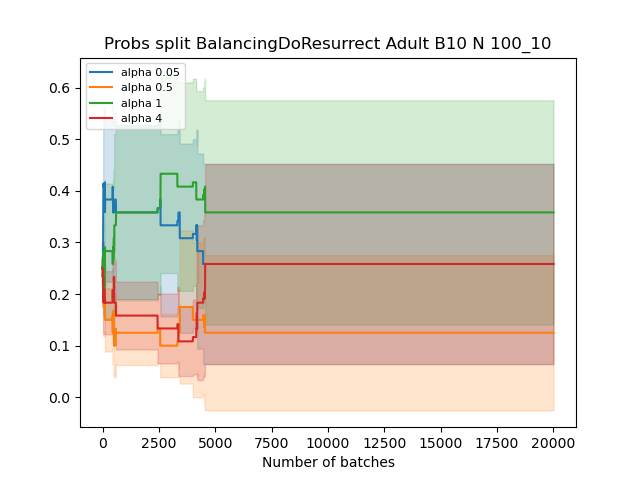 Probs split BalancingDoResurrect Adult B10 N 100_10
alpha 0.05
alpha 0.5
alpha 1
alpha 4
0.6
0.5
0.4
0.3
0.2
0.1
0.0
0 2500 5000 7500 10000 12500 15000 17500 20000
Number of batches